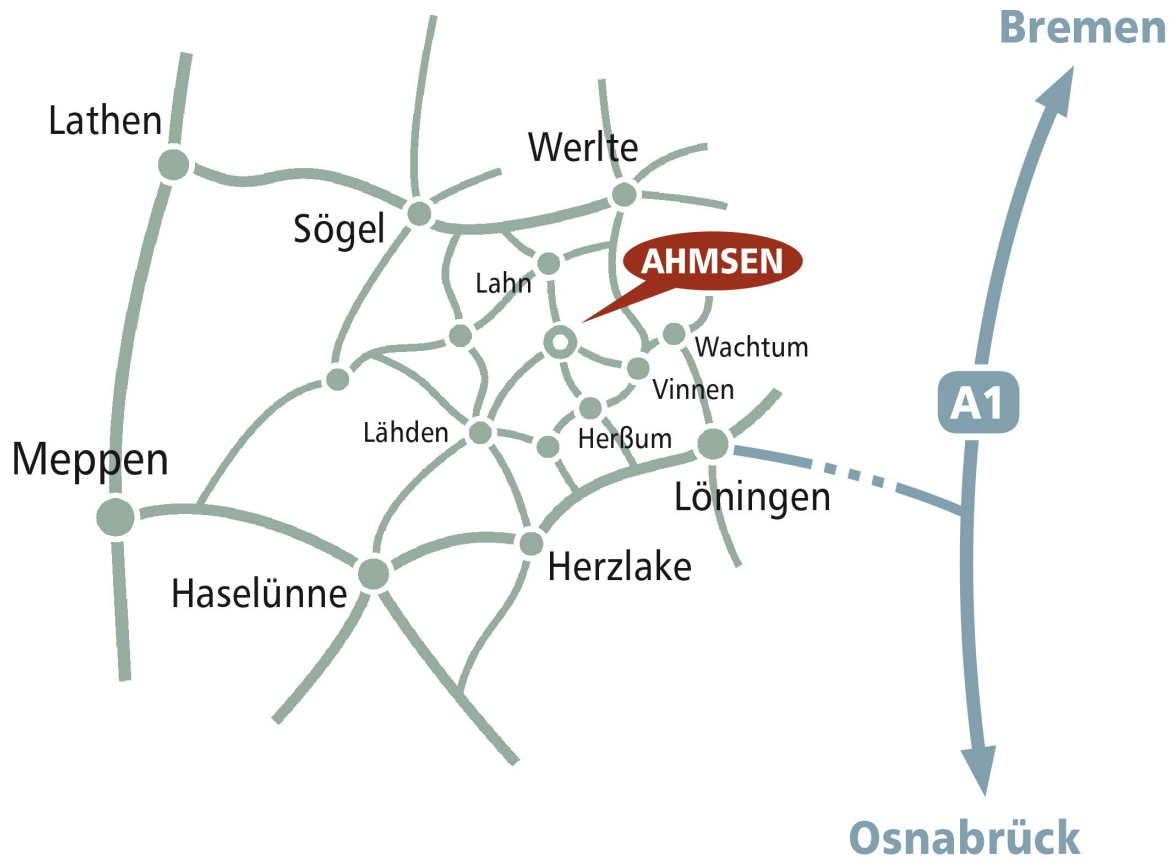 Bremen
Lathen
Werlte
Sögel
AHMSEN
Lahn
Wachtum
Vinnen
A1
Lähden
Herßum
Meppen
Löningen
Herzlake
Haselünne
Osnabrück